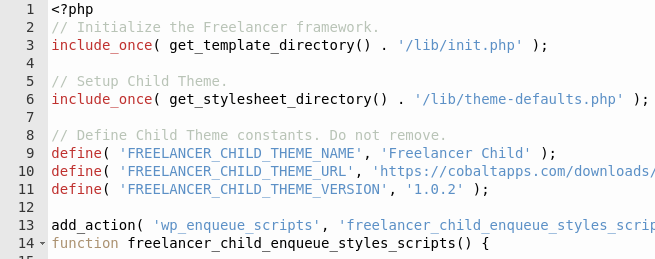 1 <?php
2 // Initialize the Freelancer framework.
3 include_once( get_template_directory() . '/lib/init.php' );
4
5 // Setup Child Theme.
6 include_once( get_stylesheet_directory() . '/lib/theme-defaults.php' );
7
8 // Define Child Theme constants. Do not remove.
9 define( 'FREELANCER_CHILD_THEME_NAME', 'Freelancer Child' );
10 define( 'FREELANCER_CHILD_THEME_URL', 'https://cobaltapps.com/downloads/
11 define( 'FREELANCER_CHILD_THEME_VERSION', '1.0.2' );
12
13 add_action( 'wp_enqueue_scripts', 'freelancer_child_enqueue_styles_scrip
14 function freelancer_child_enqueue_styles_scripts() {